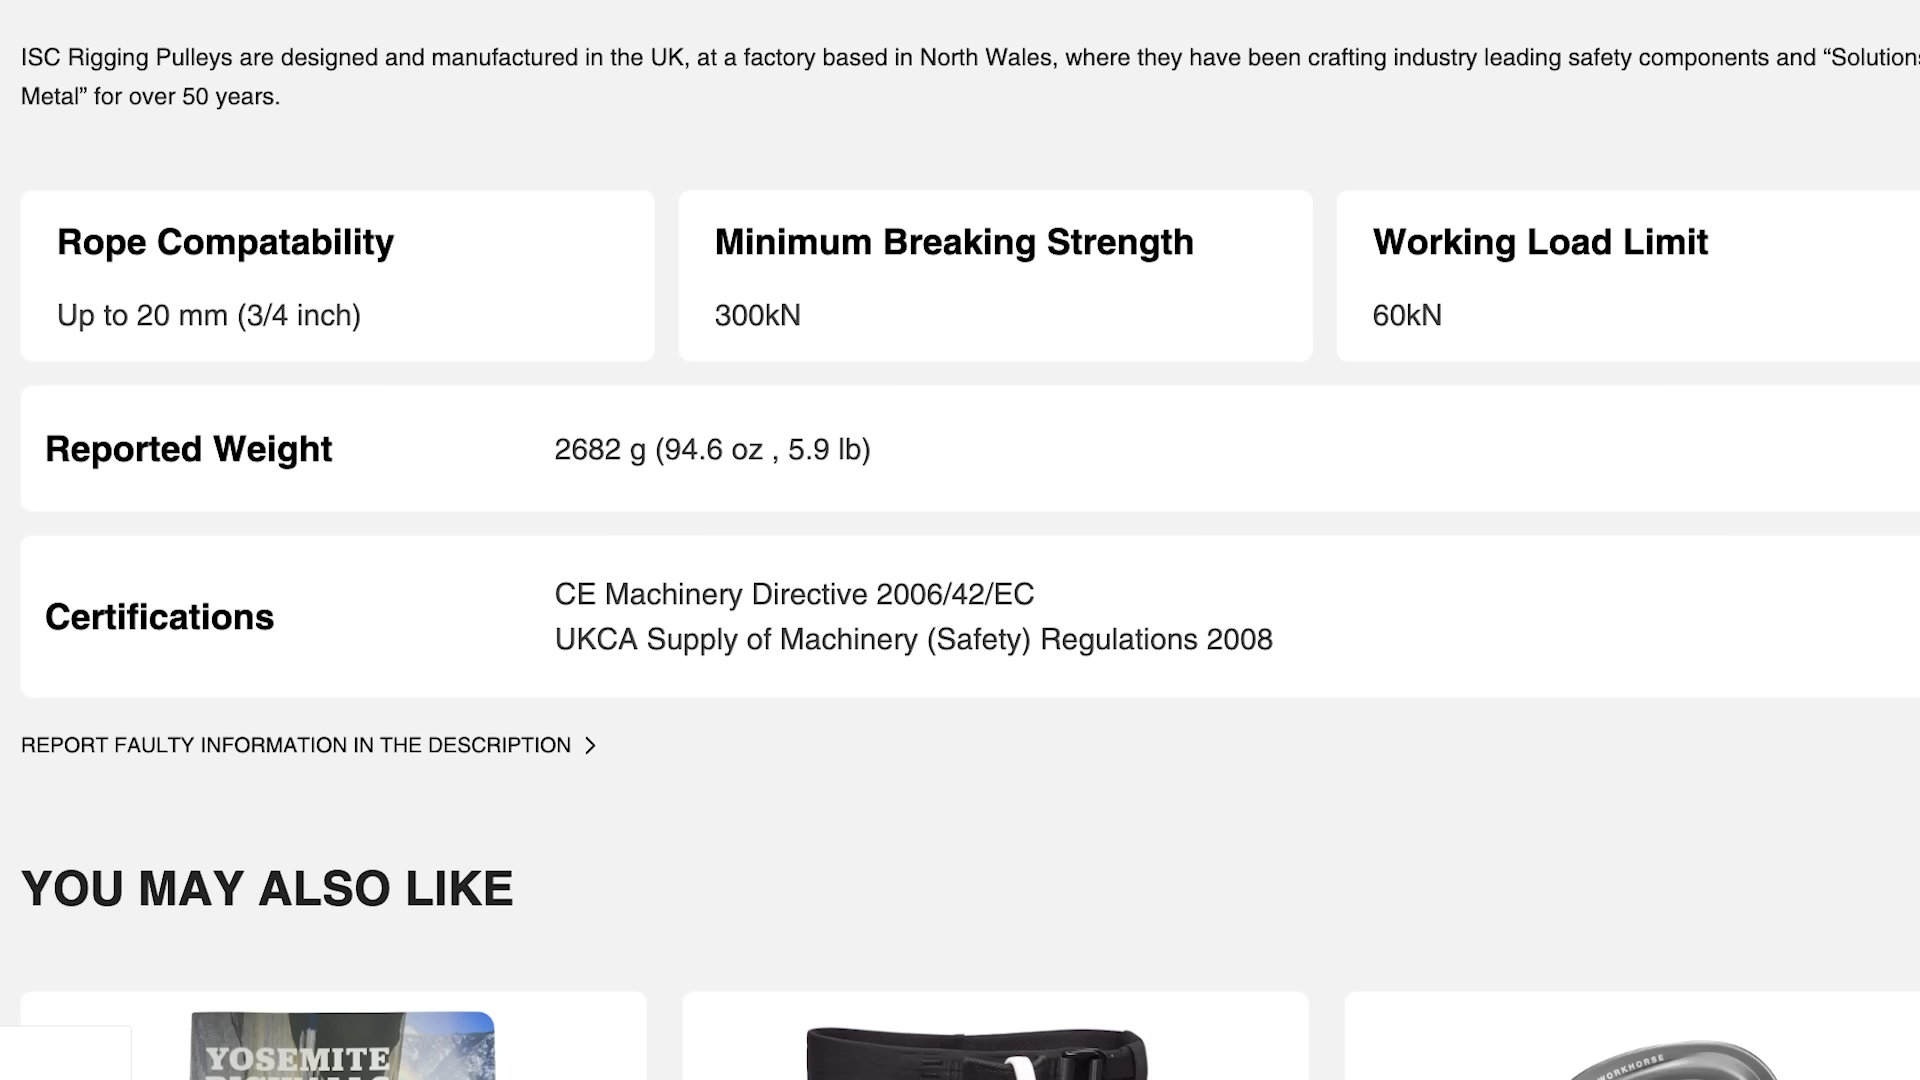 ISC Rigging Pulleys are designed and manufactured in the UK, at a factory based in North Wales, where they have been crafting industry leading safety components and “Solutions
Metal” for over 50 years.
Rope Compatability
Minimum Breaking Strength
Working Load Limit
Up to 20 mm (3/4 inch)
300kN
60kN
Reported Weight
2682 g (94.6 oz , 5.9 lb)
Certifications
CE Machinery Directive 2006/42/EC
UKCA Supply of Machinery (Safety) Regulations 2008
REPORT FAULTY INFORMATION IN THE DESCRIPTION
YOU MAY ALSO LIKE
YOSEMITE
WORKHORSE